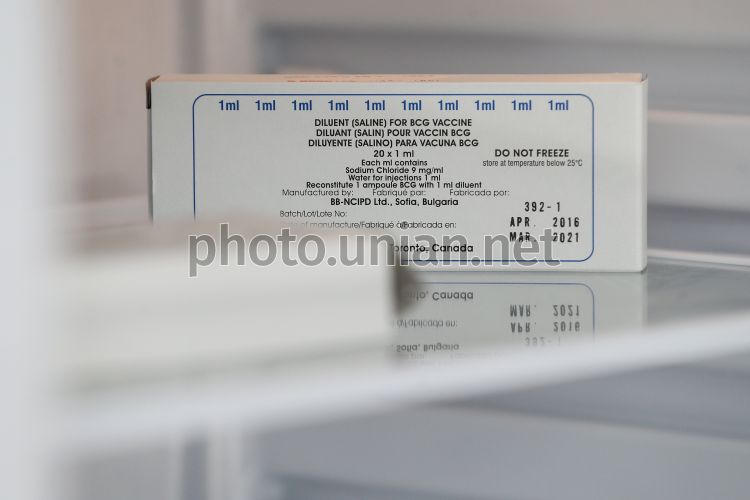 1ml 1ml 1ml 1ml 1ml 1ml 1ml 1ml 1ml 1ml
DILUENT (SALINE) FOR BCG VACCINE
DILUANT (SALIN) POUR VACCIN BCG
DILUYENTE (SALINO) PARA VACUNA BCG
20 x 1 ml
Each ml contains
Sodium Chloride 9 mg/ml
Water for injections 1 ml
Reconstitute 1 ampoule BCG with 1 ml diluent
Manufactured by: Fabriqué par: Fabricada por:
BB-NCIPD Ltd., Sofia, Bulgaria
DO NOT FREEZE
store at temperature below 25°C
Batch/Lot/Lote No:
392-1
of manufacture/Fabriqué à/Fabricada en:
APR. 2016
MAR. 2021
Toronto, Canada
photo.unian.net